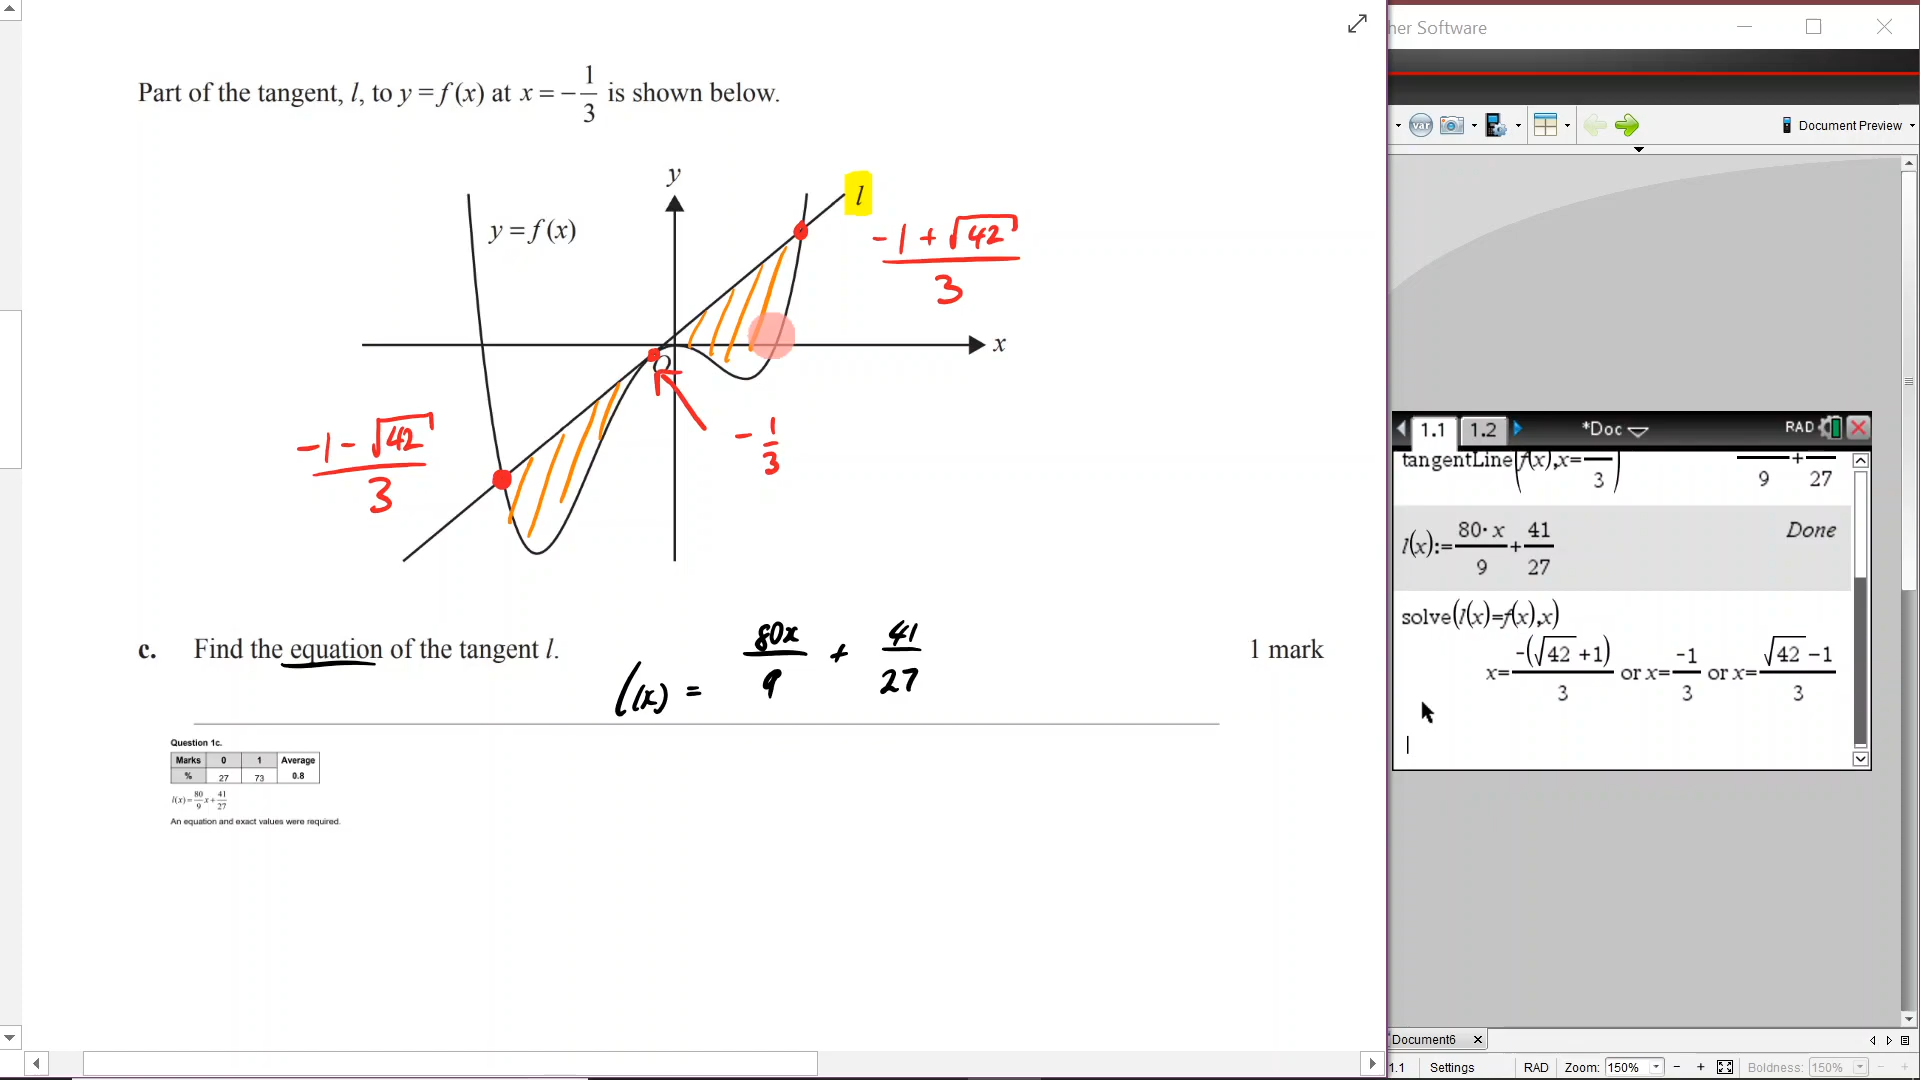 her Software
Part of the tangent, l, to y = f(x) at x = -1/3 is shown below.
Document Preview
var
y
l
y = f(x)
-1 + √42 / 3
x
O
-1 - √42 / 3
-1/3
c. Find the equation of the tangent l. 1 mark
l(x) = 80x/9 + 41/27
Question 1c.
Marks 0 1 Average
% 27 73 0.8
l(x) = 80/9 x + 41/27
An equation and exact values were required.
1.1 1.2 *Doc RAD
tangentLine(f(x),x= 3) 9 + 27
l(x):=80·x/9+41/27 Done
solve(l(x)=f(x),x)
x=-(√42+1)/3 or x=-1/3 or x=√42-1/3
Document6
1.1 Settings RAD Zoom: 150% Boldness: 150%